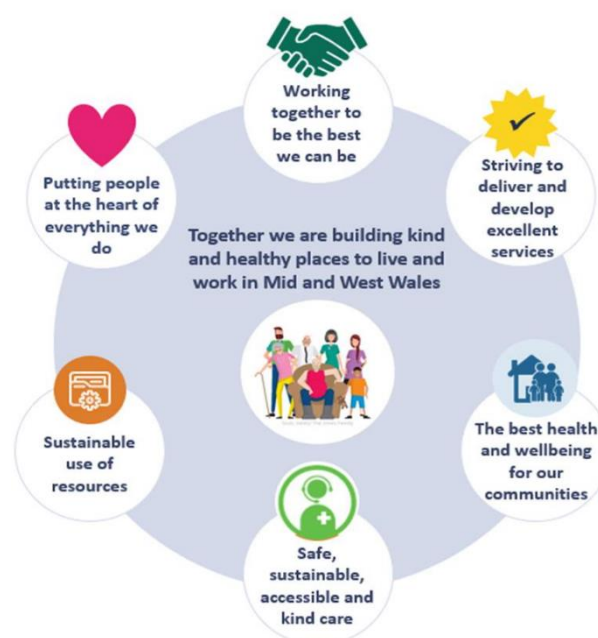 Working
together to
be the best
we can be
Striving to
deliver and
develop
excellent
services
Putting people
at the heart of
everything we
do
Together we are building kind
and healthy places to live and
work in Mid and West Wales
The best health
and wellbeing
for our
communities
Sustainable
use of
resources
Safe,
sustainable,
accessible and
kind care